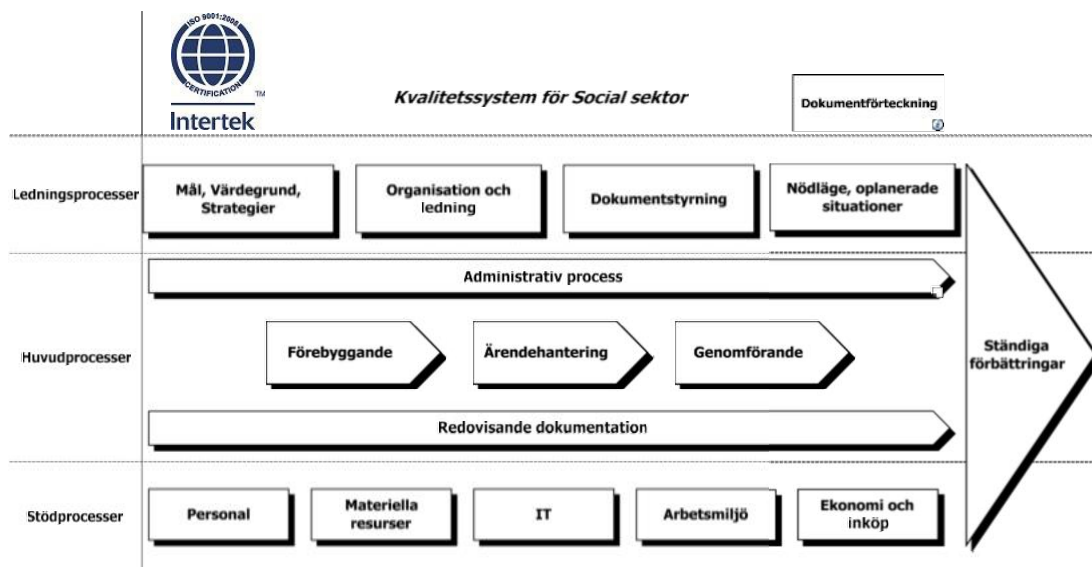 ISO 9001:2008
CERTIFICATION
TM
Intertek
Kvalitetssystem för Social sektor
Dokumentförteckning
Ledningsprocesser
Mål, Värdegrund,
Strategier
Organisation och
ledning
Dokumentstyrning
Nödläge, oplanerade
situationer
Administrativ process
Huvudprocesser
Förebyggande
Ärendehantering
Genomförande
Ständiga
förbättringar
Redovisande dokumentation
Stödprocesser
Personal
Materiella
resurser
IT
Arbetsmiljö
Ekonomi och
inköp